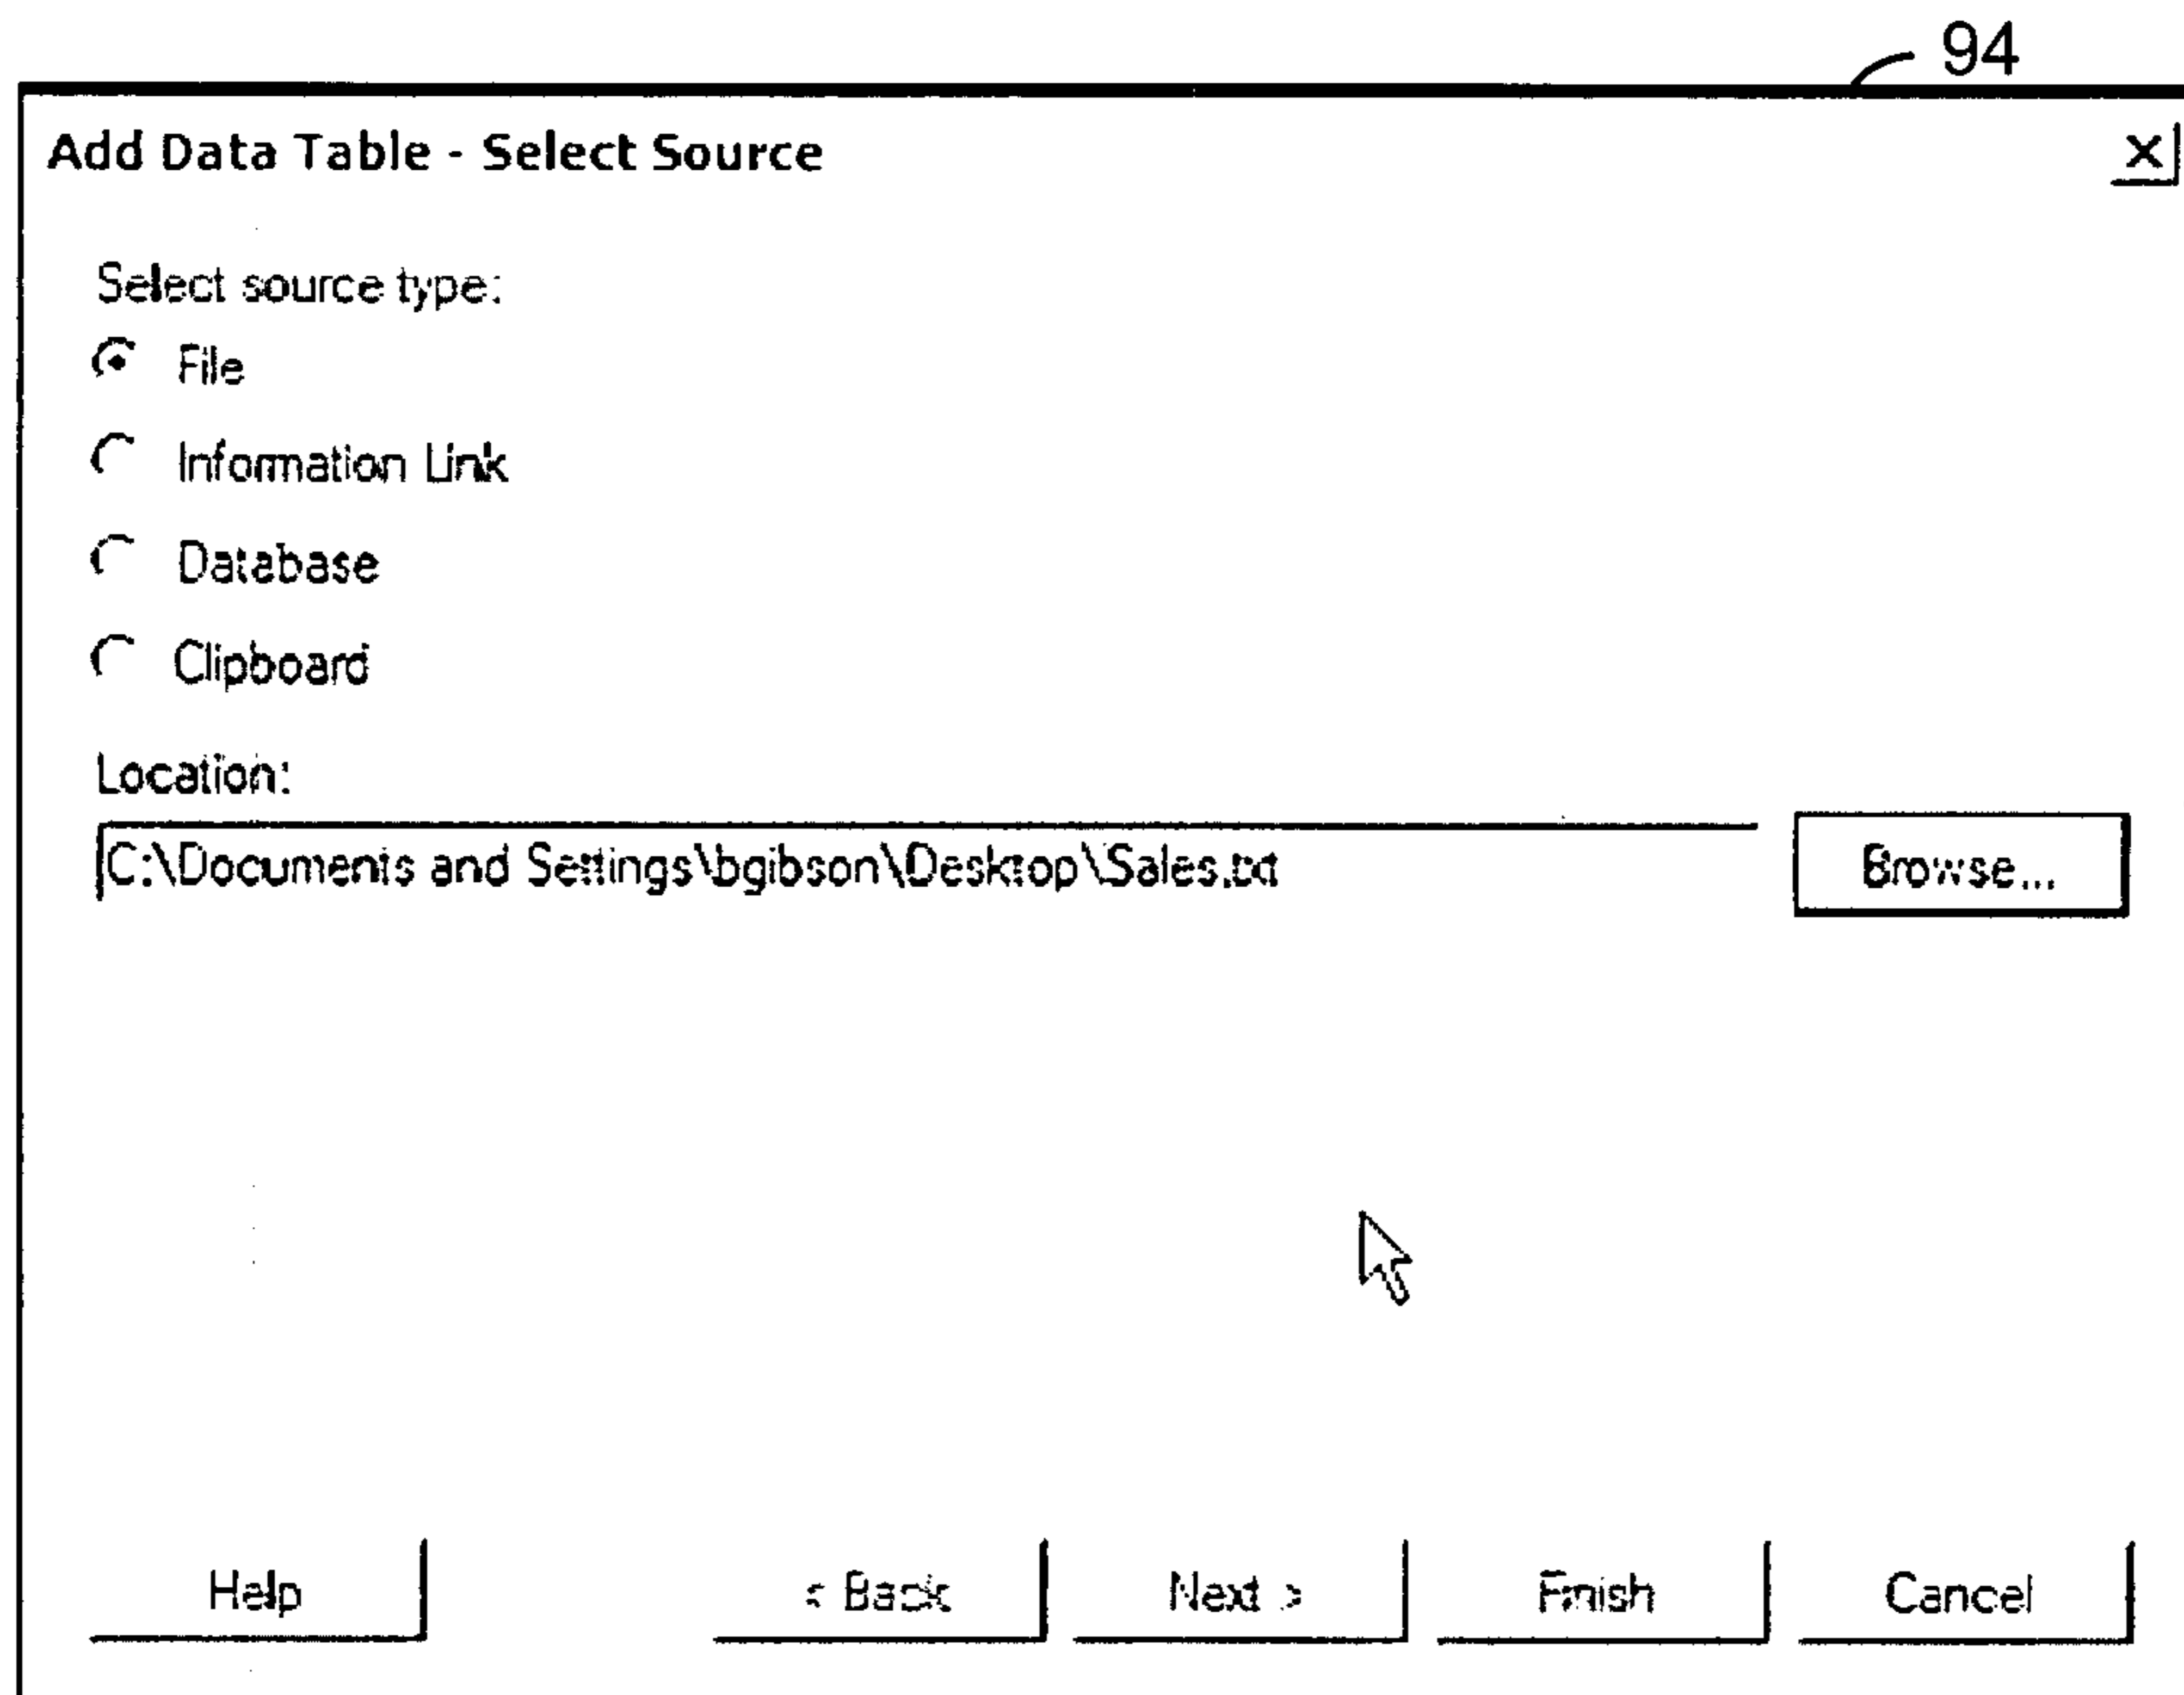 94
Add Data Table - Select Source
x
Select source type:
File
Information Link
Database
Clipboard
Location:
C:\Documents and Settings\bgibson\Desktop\Sales.txt
Browse...
Help
< Back
Next >
Finish
Cancel